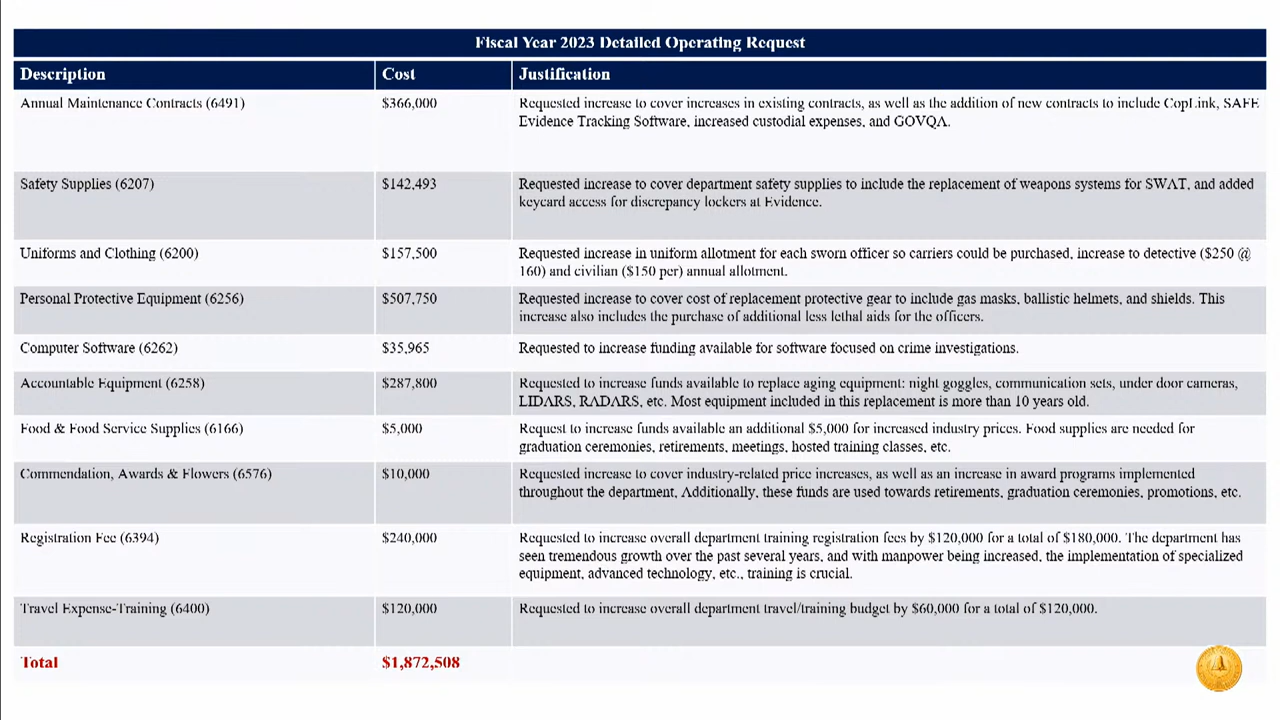 Fiscal Year 2023 Detailed Operating Request
Description Cost Justification
Annual Maintenance Contracts (6491) $366,000 Requested increase to cover increases in existing contracts, as well as the addition of new contracts to include CopLink, SAFE
Evidence Tracking Software, increased custodial expenses, and GOVQA.
Safety Supplies (6207) $142,493 Requested increase to cover department safety supplies to include the replacement of weapons systems for SWAT, and added
keycard access for discrepancy lockers at Evidence.
Uniforms and Clothing (6200) $157,500 Requested increase in uniform allotment for each sworn officer so carriers could be purchased, increase to detective ($250 @
160) and civilian ($150 per) annual allotment.
Personal Protective Equipment (6256) $507,750 Requested increase to cover cost of replacement protective gear to include gas masks, ballistic helmets, and shields. This
increase also includes the purchase of additional less lethal aids for the officers.
Computer Software (6262) $35,965 Requested to increase funding available for software focused on crime investigations.
Accountable Equipment (6258) $287,800 Requested to increase funds available to replace aging equipment: night goggles, communication sets, under door cameras,
LIDARS, RADARS, etc. Most equipment included in this replacement is more than 10 years old.
Food & Food Service Supplies (6166) $5,000 Request to increase funds available an additional $5,000 for increased industry prices. Food supplies are needed for
graduation ceremonies, retirements, meetings, hosted training classes, etc.
Commendation, Awards & Flowers (6576) $10,000 Requested increase to cover industry-related price increases, as well as an increase in award programs implemented
throughout the department, Additionally, these funds are used towards retirements, graduation ceremonies, promotions, etc.
Registration Fee (6394) $240,000 Requested to increase overall department training registration fees by $120,000 for a total of $180,000. The department has
seen tremendous growth over the past several years, and with manpower being increased, the implementation of specialized
equipment, advanced technology, etc., training is crucial.
Travel Expense-Training (6400) $120,000 Requested to increase overall department travel/training budget by $60,000 for a total of $120,000.
Total $1,872,508